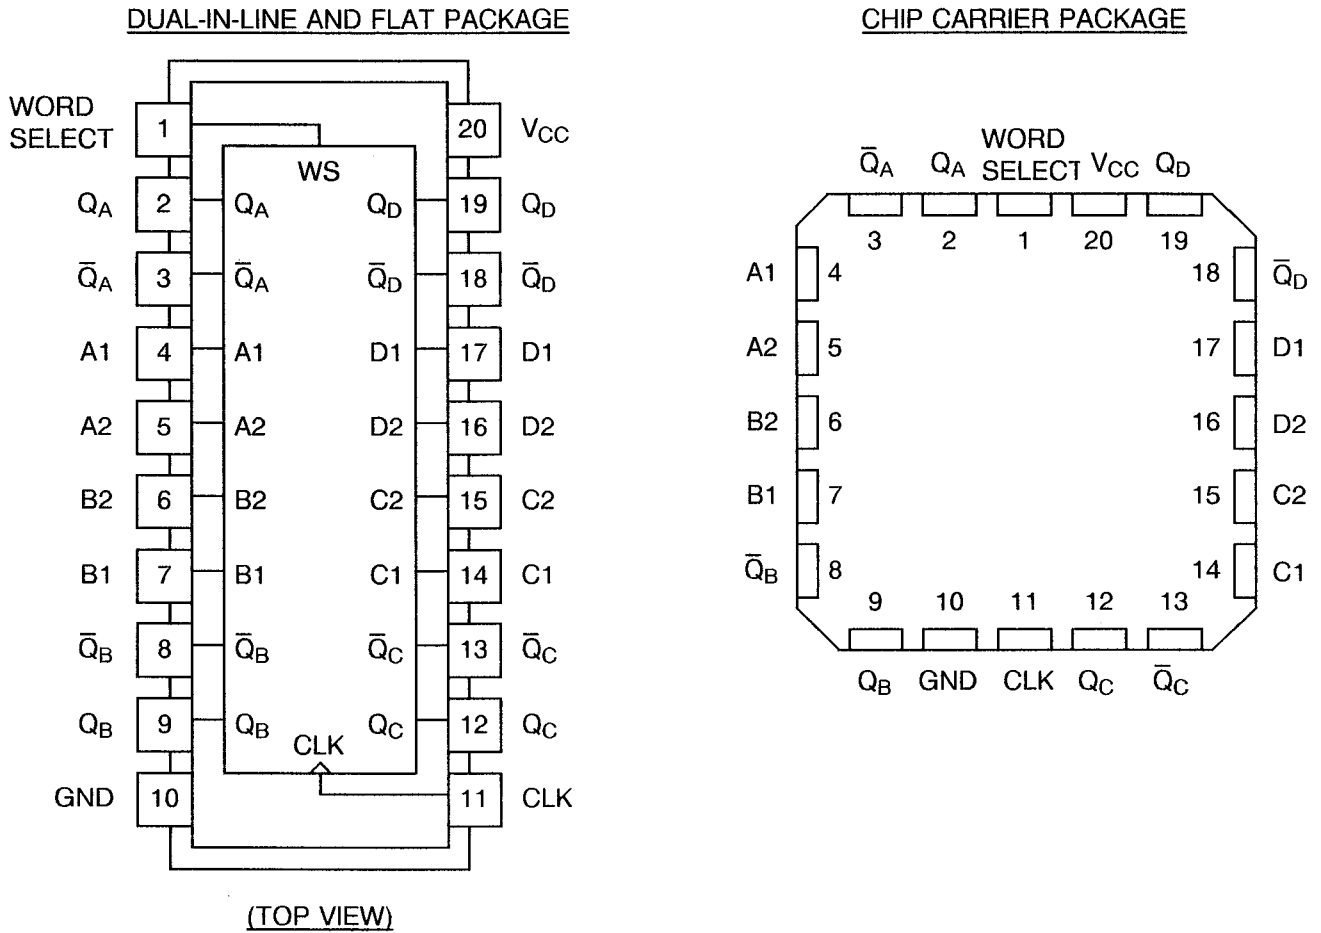 DUAL-IN-LINE AND FLAT PACKAGE
WORD
SELECT 1 20 VCC
WS
QA 2 QA QD 19 QD
Q̅A 3 Q̅A Q̅D 18 Q̅D
A1 4 A1 D1 17 D1
A2 5 A2 D2 16 D2
B2 6 B2 C2 15 C2
B1 7 B1 C1 14 C1
Q̅B 8 Q̅B Q̅C 13 Q̅C
QB 9 QB QC 12 QC
CLK
GND 10 11 CLK
(TOP VIEW)
CHIP CARRIER PACKAGE
WORD
Q̅A QA SELECT VCC QD
3 2 1 20 19
A1 4 18 Q̅D
A2 5 17 D1
B2 6 16 D2
B1 7 15 C2
Q̅B 8 14 C1
9 10 11 12 13
QB GND CLK QC Q̅C